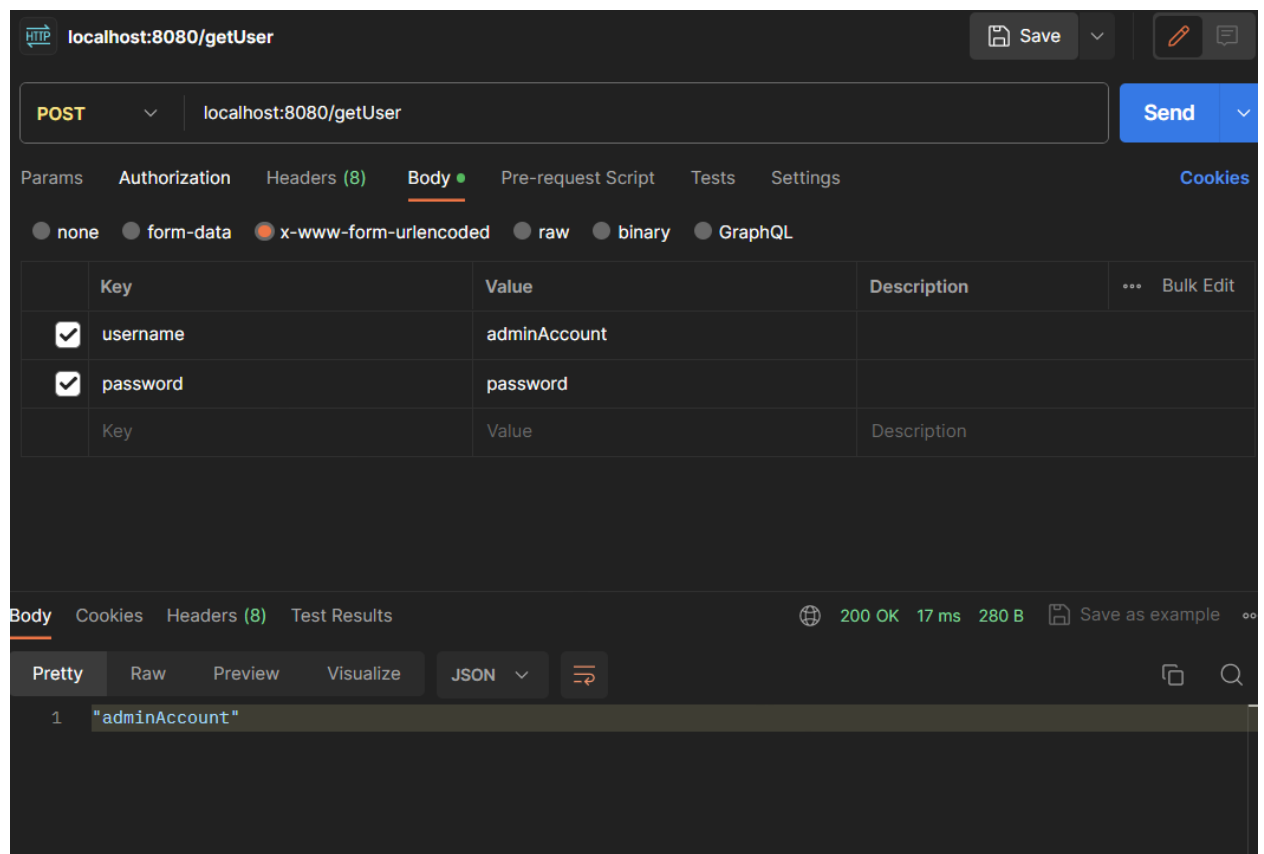 HTTP localhost:8080/getUser Save
POST localhost:8080/getUser Send
Params Authorization Headers (8) Body Pre-request Script Tests Settings Cookies
none form-data x-www-form-urlencoded raw binary GraphQL
Key Value Description Bulk Edit
username adminAccount
password password
Key Value Description
Body Cookies Headers (8) Test Results 200 OK 17 ms 280 B Save as example
Pretty Raw Preview Visualize JSON
1 "adminAccount"